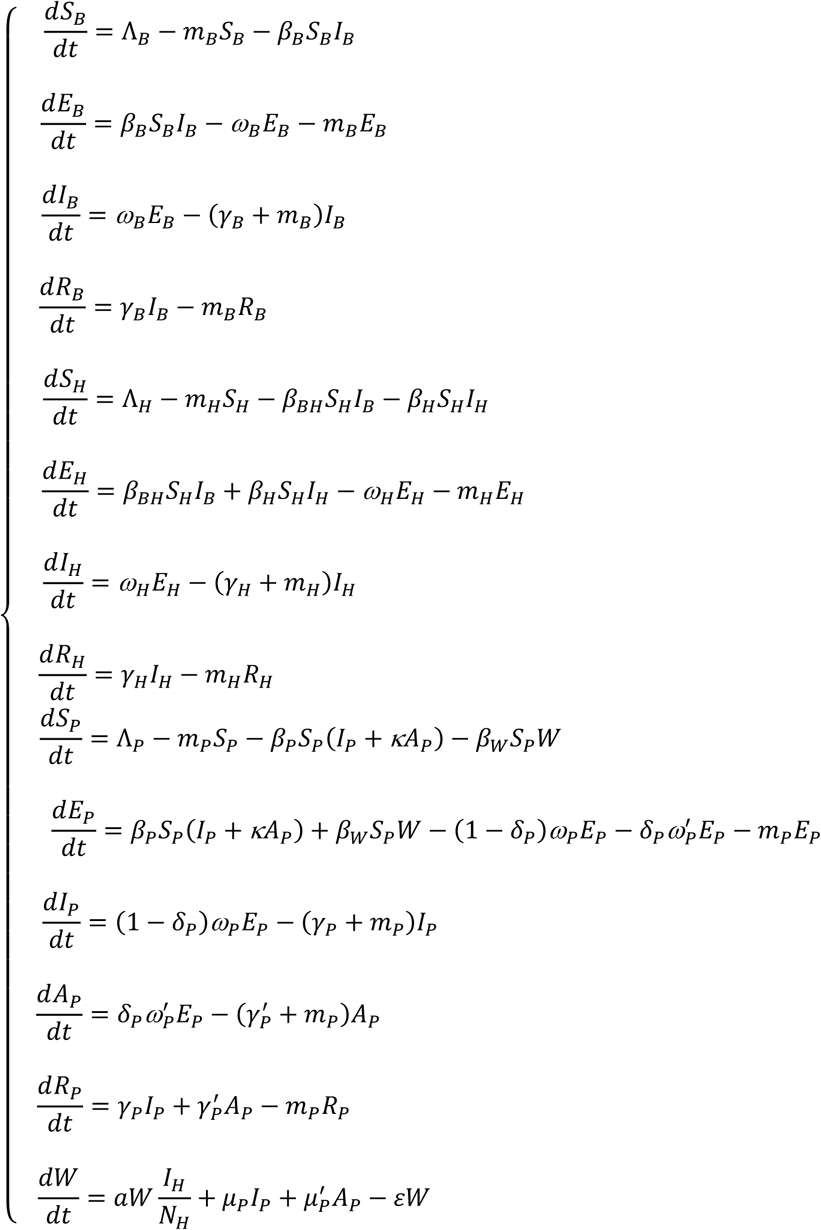 dS_B/dt = Λ_B − m_B S_B − β_B S_B I_B
dE_B/dt = β_B S_B I_B − ω_B E_B − m_B E_B
dI_B/dt = ω_B E_B − (γ_B + m_B)I_B
dR_B/dt = γ_B I_B − m_B R_B
dS_H/dt = Λ_H − m_H S_H − β_BH S_H I_B − β_H S_H I_H
dE_H/dt = β_BH S_H I_B + β_H S_H I_H − ω_H E_H − m_H E_H
dI_H/dt = ω_H E_H − (γ_H + m_H)I_H
dR_H/dt = γ_H I_H − m_H R_H
dS_P/dt = Λ_P − m_P S_P − β_P S_P(I_P + κA_P) − β_W S_P W
dE_P/dt = β_P S_P(I_P + κA_P) + β_W S_P W − (1 − δ_P)ω_P E_P − δ_P ω′_P E_P − m_P E_P
dI_P/dt = (1 − δ_P)ω_P E_P − (γ_P + m_P)I_P
dA_P/dt = δ_P ω′_P E_P − (γ′_P + m_P)A_P
dR_P/dt = γ_P I_P + γ′_P A_P − m_P R_P
dW/dt = aW I_H/N_H + μ_P I_P + μ′_P A_P − εW